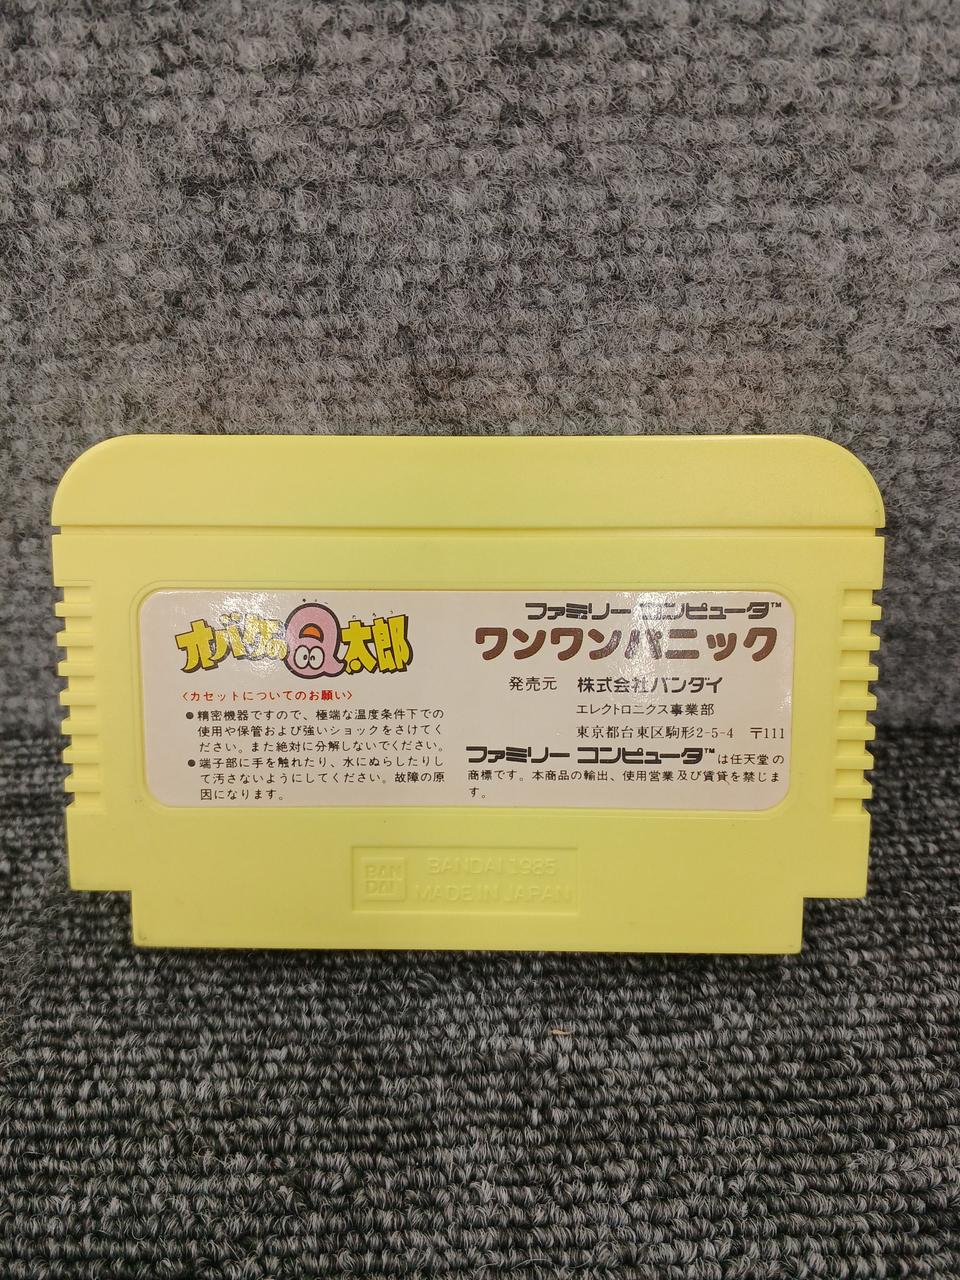 オバケのQ太郎
<カセットについてのお願い>
●精密機器ですので、極端な温度条件下での
使用や保管および強いショックをさけてく
ださい。また絶対に分解しないでください。
●端子部に手を触れたり、水にぬらしたりし
て汚さないようにしてください。故障の原
因になります。
ファミリーコンピュータ™
ワンワンパニック
発売元 株式会社バンダイ
エレクトロニクス事業部
東京都台東区駒形2-5-4 〒111
ファミリーコンピュータ™は任天堂の
商標です。本商品の輸出、使用営業及び賃貸を禁じま
す。
BAN
DAI
BANDAI 1985
MADE IN JAPAN